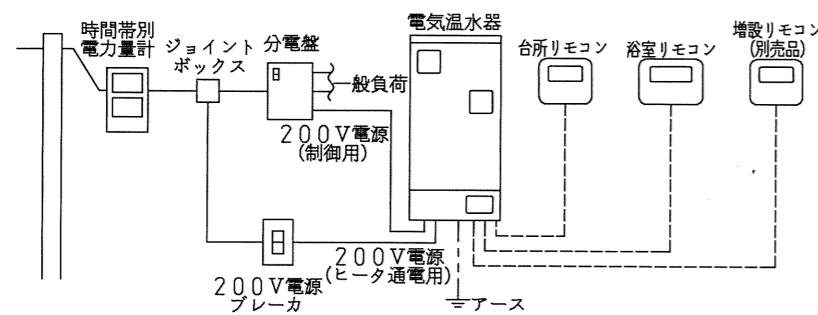 時間帯別
電力量計
ジョイント
ボックス
分電盤
一般負荷
200V電源
(制御用)
電気温水器
台所リモコン
浴室リモコン
増設リモコン
(別売品)
200V電源
ブレーカ
200V電源
(ヒータ通電用)
アース